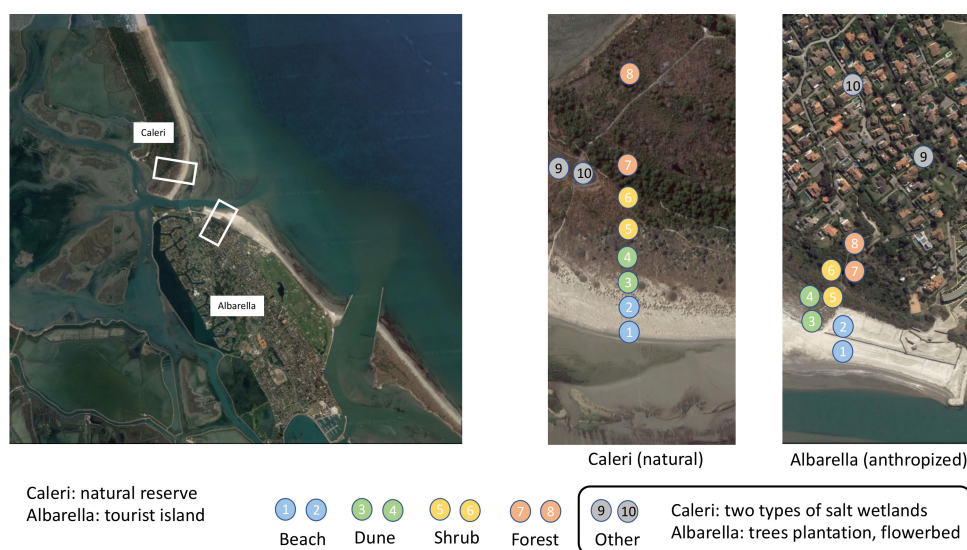 Caleri
Albarella
8
9
10
7
6
5
4
3
2
1
10
9
8
6
7
4
5
3
2
1
Caleri (natural)
Albarella (anthropized)
Caleri: natural reserve
Albarella: tourist island
1 2
Beach
3 4
Dune
5 6
Shrub
7 8
Forest
9 10
Other
Caleri: two types of salt wetlands
Albarella: trees plantation, flowerbed